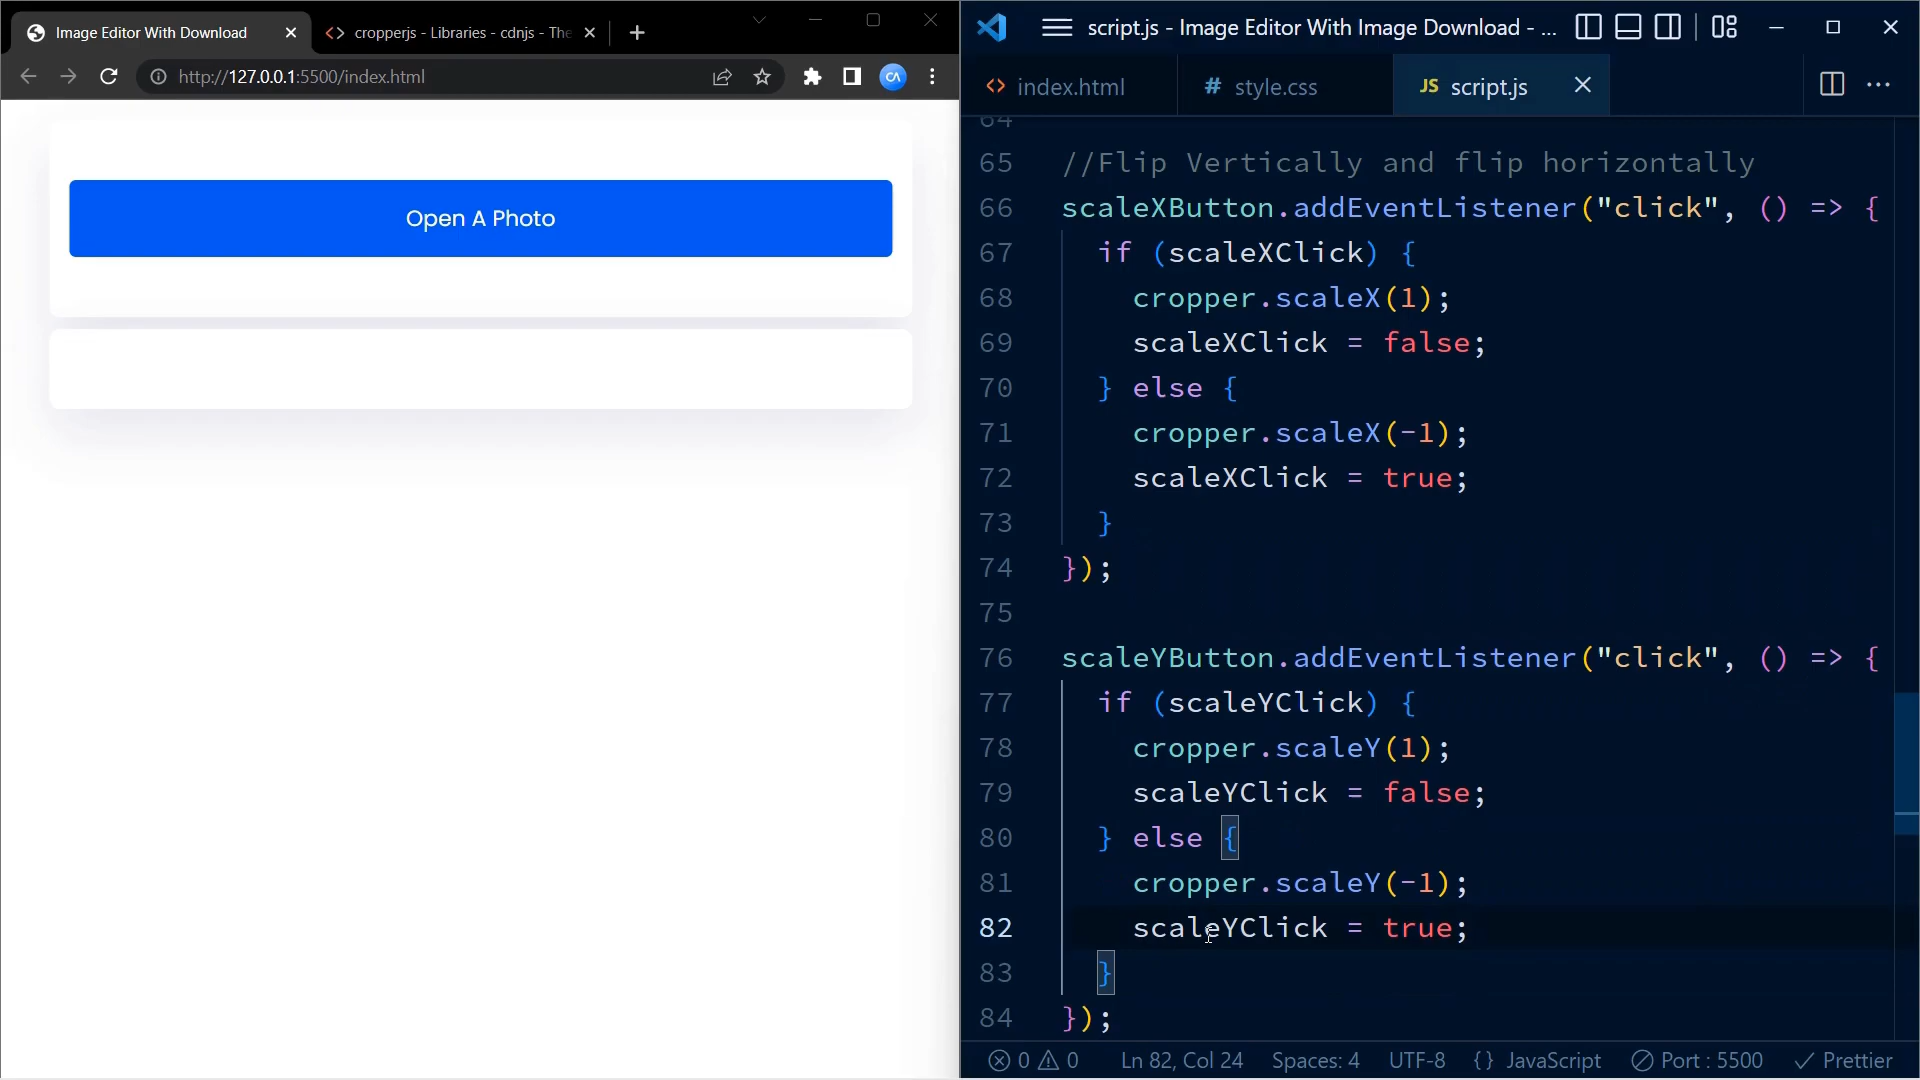 Image Editor With Download
cropperjs - Libraries - cdnjs - The
http://127.0.0.1:5500/index.html
CA
Open A Photo
script.js - Image Editor With Image Download - ...
index.html
# style.css
JS script.js
64
65 //Flip Vertically and flip horizontally
66 scaleXButton.addEventListener("click", () => {
67 if (scaleXClick) {
68 cropper.scaleX(1);
69 scaleXClick = false;
70 } else {
71 cropper.scaleX(-1);
72 scaleXClick = true;
73 }
74 });
75
76 scaleYButton.addEventListener("click", () => {
77 if (scaleYClick) {
78 cropper.scaleY(1);
79 scaleYClick = false;
80 } else {
81 cropper.scaleY(-1);
82 scaleYClick = true;
83 }
84 });
0 0 Ln 82, Col 24 Spaces: 4 UTF-8 {} JavaScript Port : 5500 Prettier